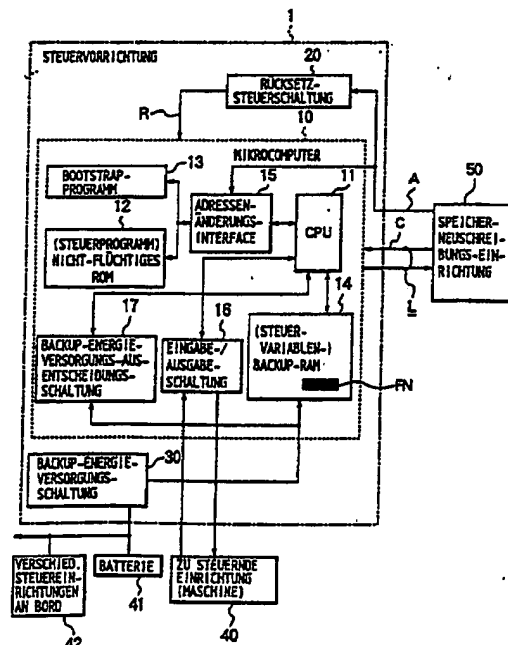 1
STEUERVORRICHTUNG
20
RÜCKSETZ-
STEUERSCHALTUNG
R
10
MIKROCOMPUTER
13
BOOTSTRAP-
PROGRAMM
12
(STEUERPROGRAMM)
NICHT-FLÜCHTIGES
ROM
15
ADRESSEN-
ÄNDERUNGS-
INTERFACE
11
CPU
A
C
L
50
SPEICHER-
NEUSCHREI-
BUNGS-EIN-
RICHTUNG
17
BACKUP-ENERGIE-
VERSORGUNGS-AUS-
ENTSCHEIDUNGS-
SCHALTUNG
16
EINGABE-/
AUSGABE-
SCHALTUNG
14
(STEUER-
VARIABLEN-)
BACKUP-RAM
FN
30
BACKUP-ENERGIE-
VERSORGUNGS-
SCHALTUNG
VERSCHIED.
STEUEREIN-
RICHTUNGEN
AN BORD
42
BATTERIE
41
ZU STEUERNDE
EINRICHTUNG
(MASCHINE)
40